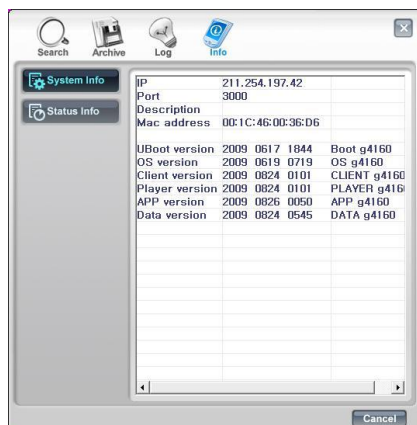 Search Archive Log Info
System Info
Status Info
IP 211.254.197.42
Port 3000
Description
Mac address 00:1C:46:00:36:D6
UBoot version 2009 0617 1844 Boot g4160
OS version 2009 0619 0719 OS g4160
Client version 2009 0824 0101 CLIENT g4160
Player version 2009 0824 0101 PLAYER g416
APP version 2009 0826 0050 APP g4160
Data version 2009 0824 0545 DATA g4160
Cancel